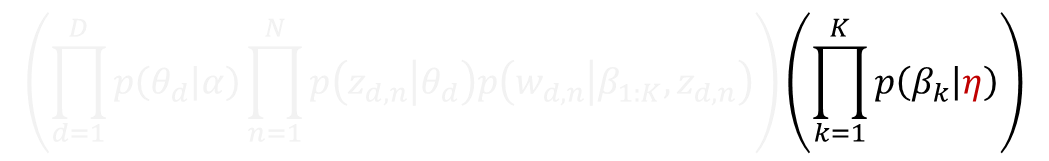 (∏_{d=1}^{D} p(θ_d|α) ∏_{n=1}^{N} p(z_{d,n}|θ_d)p(w_{d,n}|β_{1:K}, z_{d,n})) (∏_{k=1}^{K} p(β_k|η))